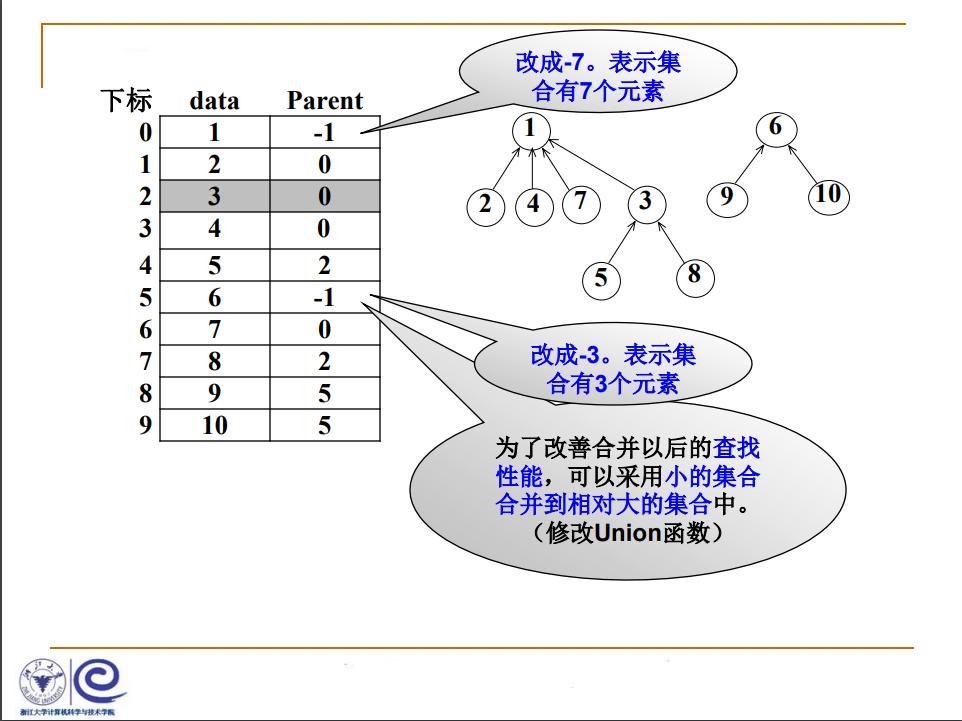 改成-7。表示集
合有7个元素
下标 data Parent
0 1 -1
1 2 0
2 3 0
3 4 0
4 5 2
5 6 -1
6 7 0
7 8 2
8 9 5
9 10 5
1
6
2 4 7 3
9 10
5 8
改成-3。表示集
合有3个元素
为了改善合并以后的查找
性能，可以采用小的集合
合并到相对大的集合中。
（修改Union函数）
浙江大学计算机科学与技术学院